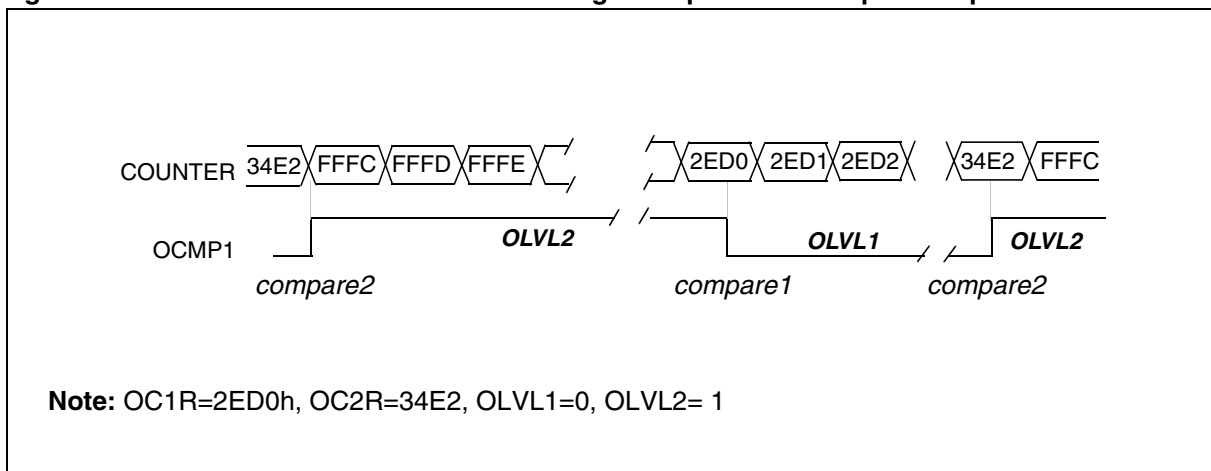 COUNTER 34E2 FFFC FFFD FFFE 2ED0 2ED1 2ED2 34E2 FFFC
OCMP1 OLVL2 OLVL1 OLVL2
compare2 compare1 compare2
Note: OC1R=2ED0h, OC2R=34E2, OLVL1=0, OLVL2= 1